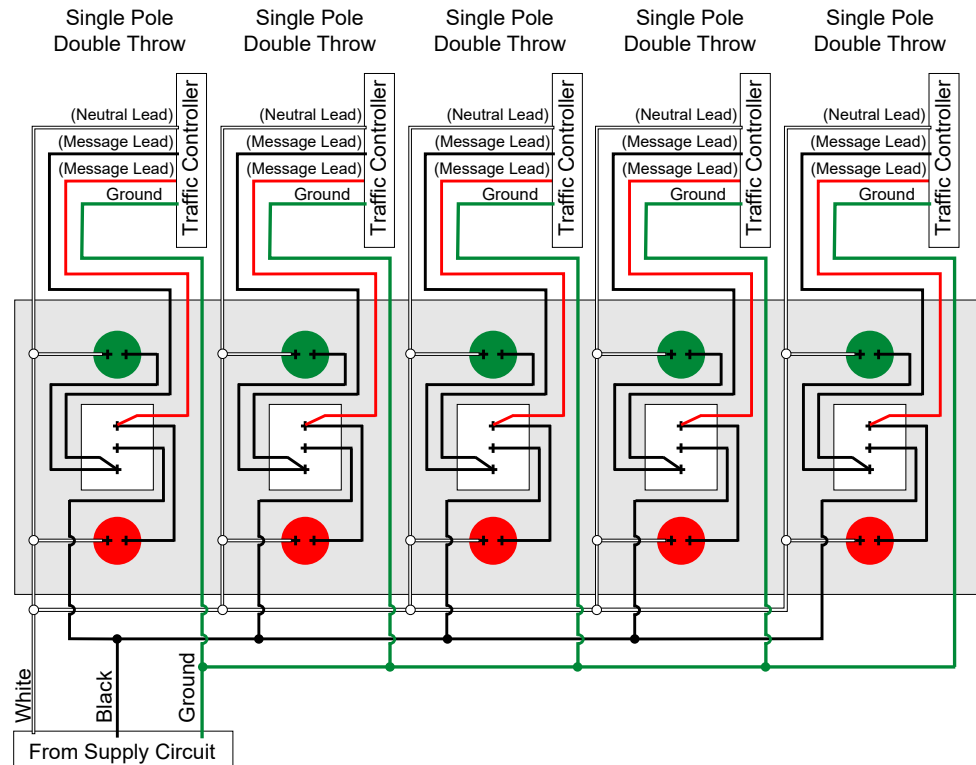 Single Pole
Double Throw
Single Pole
Double Throw
Single Pole
Double Throw
Single Pole
Double Throw
Single Pole
Double Throw
(Neutral Lead)
(Message Lead)
(Message Lead)
Ground
Traffic Controller
(Neutral Lead)
(Message Lead)
(Message Lead)
Ground
Traffic Controller
(Neutral Lead)
(Message Lead)
(Message Lead)
Ground
Traffic Controller
(Neutral Lead)
(Message Lead)
(Message Lead)
Ground
Traffic Controller
(Neutral Lead)
(Message Lead)
(Message Lead)
Ground
Traffic Controller
White
Black
Ground
From Supply Circuit